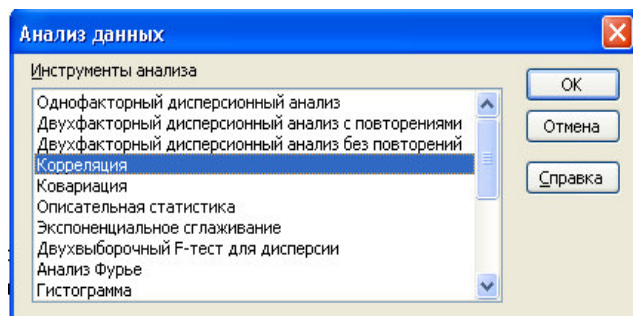 Анализ данных
Инструменты анализа
Однофакторный дисперсионный анализ
Двухфакторный дисперсионный анализ с повторениями
Двухфакторный дисперсионный анализ без повторений
Корреляция
Ковариация
Описательная статистика
Экспоненциальное сглаживание
Двухвыборочный F-тест для дисперсии
Анализ Фурье
Гистограмма
OK
Отмена
Справка